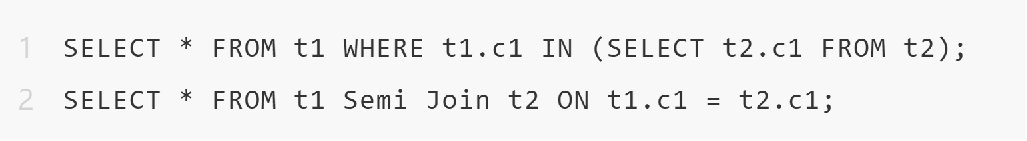 1 SELECT * FROM t1 WHERE t1.c1 IN (SELECT t2.c1 FROM t2);
2 SELECT * FROM t1 Semi Join t2 ON t1.c1 = t2.c1;